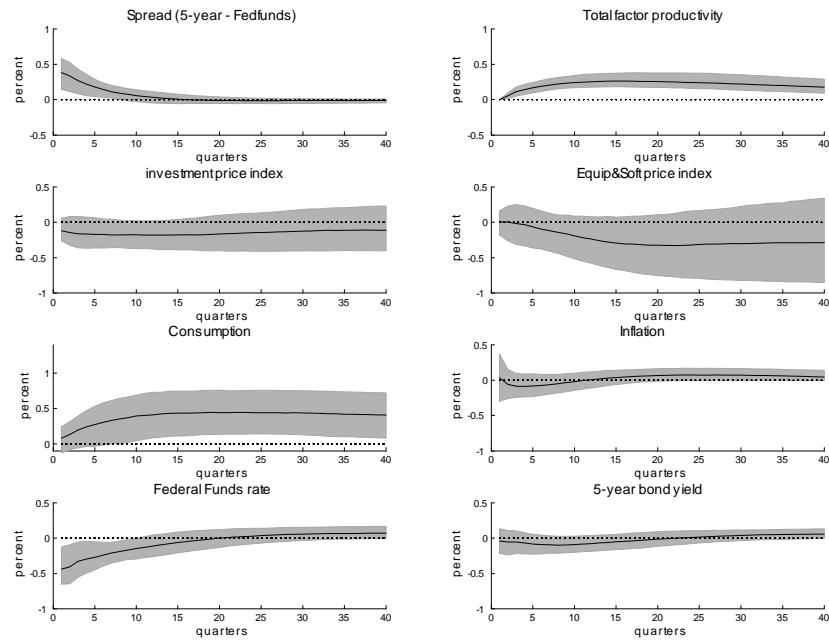 Spread (5-year - Fedfunds)
1
0.5
0
-0.5
percent
0 5 10 15 20 25 30 35 40
quarters
Total factor productivity
1
0.5
0
-0.5
percent
0 5 10 15 20 25 30 35 40
quarters
investment price index
0.5
0
-0.5
-1
percent
0 5 10 15 20 25 30 35 40
quarters
Equip&Soft price index
0.5
0
-0.5
-1
percent
0 5 10 15 20 25 30 35 40
quarters
Consumption
1
0.5
0
percent
0 5 10 15 20 25 30 35 40
quarters
Inflation
0.5
0
-0.5
-1
percent
0 5 10 15 20 25 30 35 40
quarters
Federal Funds rate
0.5
0
-0.5
-1
percent
0 5 10 15 20 25 30 35 40
quarters
5-year bond yield
0.5
0
-0.5
-1
percent
0 5 10 15 20 25 30 35 40
quarters